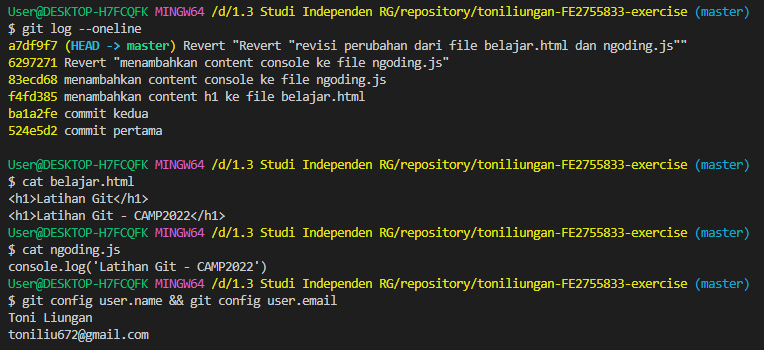 User@DESKTOP-H7FCQFK MINGW64 /d/1.3 Studi Independen RG/repository/toniliungan-FE2755833-exercise (master)
$ git log --oneline
a7df9f7 (HEAD -> master) Revert "Revert "revisi perubahan dari file belajar.html dan ngoding.js""
6297271 Revert "menambahkan content console ke file ngoding.js"
83ecd68 menambahkan content console ke file ngoding.js
f4fd385 menambahkan content h1 ke file belajar.html
ba1a2fe commit kedua
524e5d2 commit pertama
User@DESKTOP-H7FCQFK MINGW64 /d/1.3 Studi Independen RG/repository/toniliungan-FE2755833-exercise (master)
$ cat belajar.html
<h1>Latihan Git</h1>
<h1>Latihan Git - CAMP2022</h1>
User@DESKTOP-H7FCQFK MINGW64 /d/1.3 Studi Independen RG/repository/toniliungan-FE2755833-exercise (master)
$ cat ngoding.js
console.log('Latihan Git - CAMP2022')
User@DESKTOP-H7FCQFK MINGW64 /d/1.3 Studi Independen RG/repository/toniliungan-FE2755833-exercise (master)
$ git config user.name && git config user.email
Toni Liungan
toniliu672@gmail.com